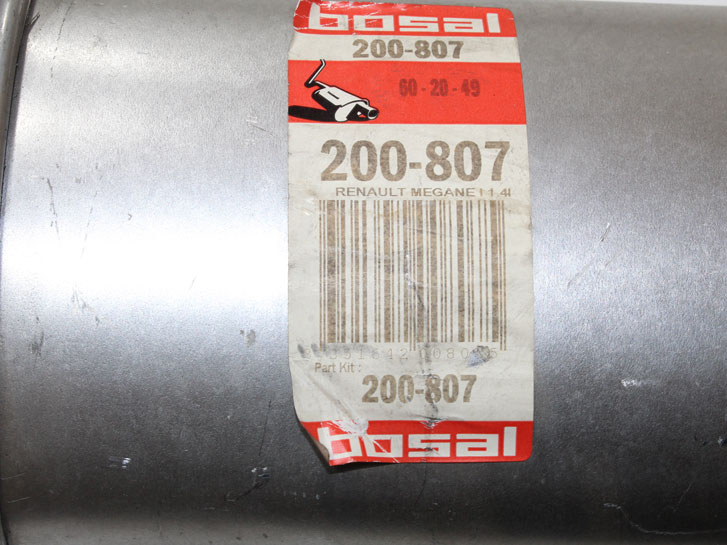 bosal
200-807
60-20-49
200-807
RENAULT MEGANE I 1.4I
Part Kit :
200-807
bosal